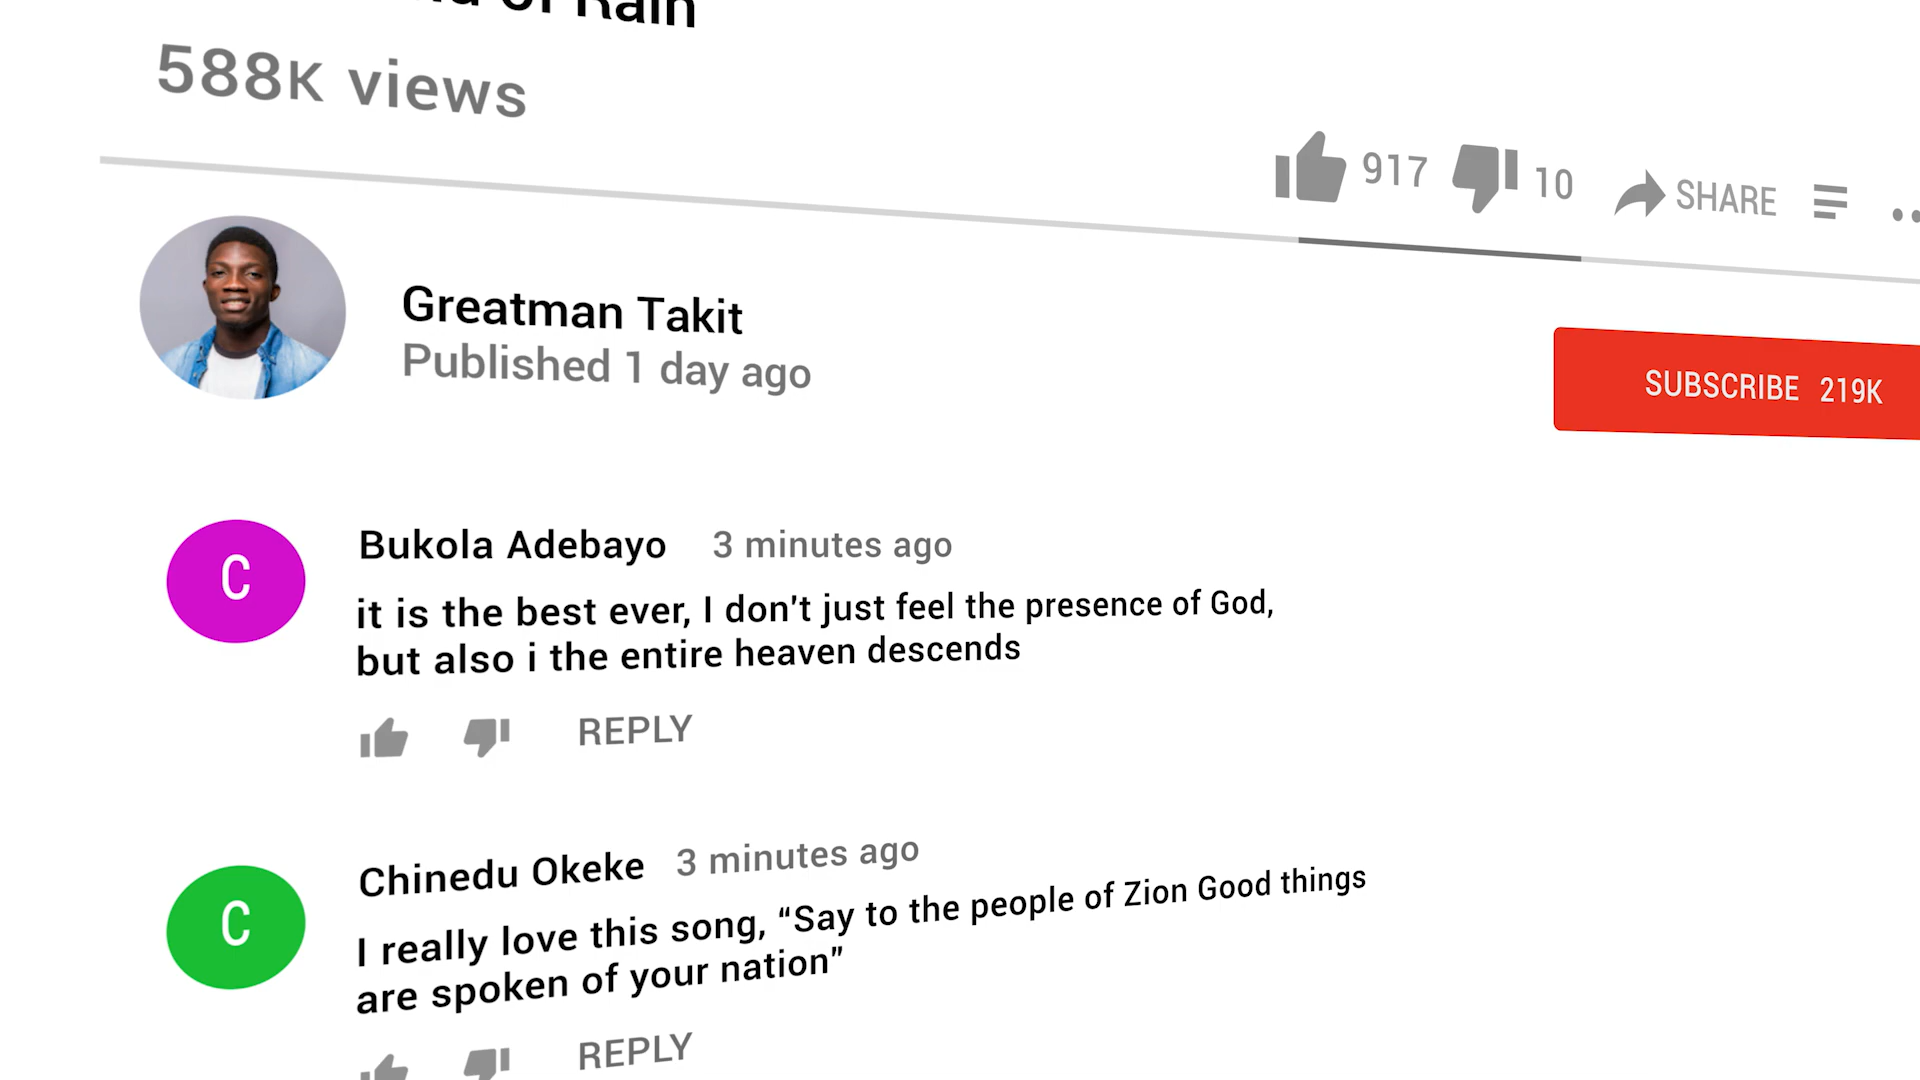 of Rain
588K views
917 10 SHARE
Greatman Takit
Published 1 day ago
SUBSCRIBE 219K
C
Bukola Adebayo 3 minutes ago
it is the best ever, I don't just feel the presence of God,
but also i the entire heaven descends
REPLY
C
Chinedu Okeke 3 minutes ago
I really love this song, “Say to the people of Zion Good things
are spoken of your nation”
REPLY